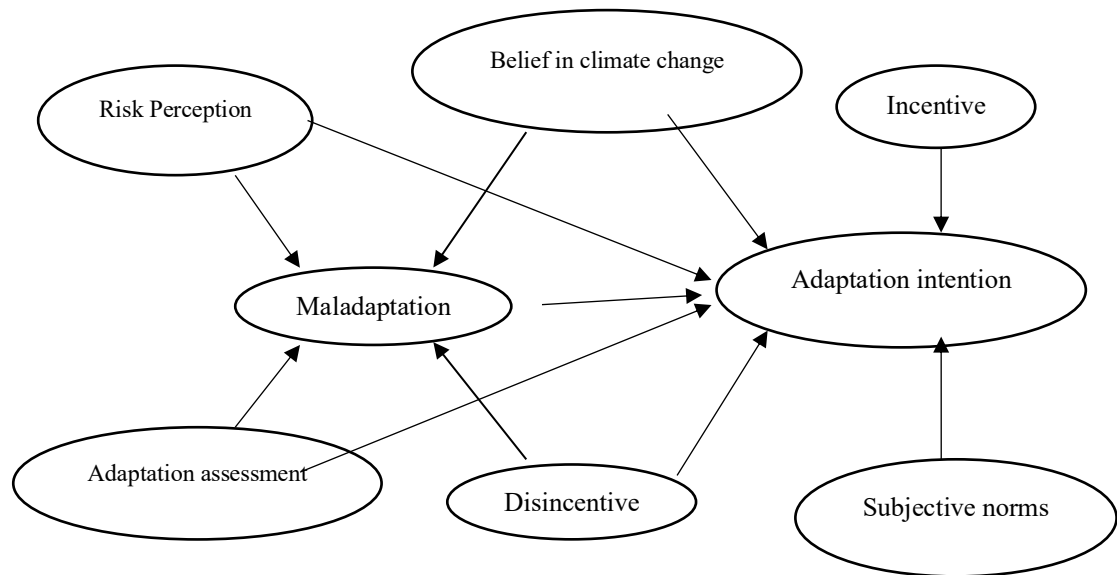 Belief in climate change
Risk Perception
Incentive
Adaptation intention
Maladaptation
Adaptation assessment
Disincentive
Subjective norms